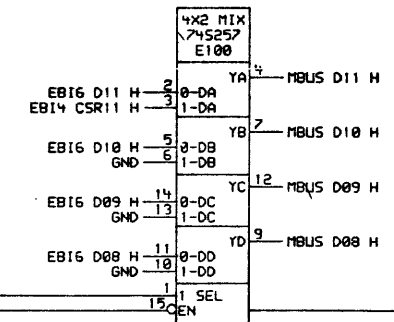 4X2 MIX
74S257
E100
YA 4 MBUS D11 H
EBI6 D11 H 2 0-DA
EBI4 CSR11 H 3 1-DA
YB 7 MBUS D10 H
EBI6 D10 H 5 0-DB
GND 6 1-DB
YC 12 MBUS D09 H
EBI6 D09 H 14 0-DC
GND 13 1-DC
YD 9 MBUS D08 H
EBI6 D08 H 11 0-DD
GND 10 1-DD
1 1 SEL
15 EN